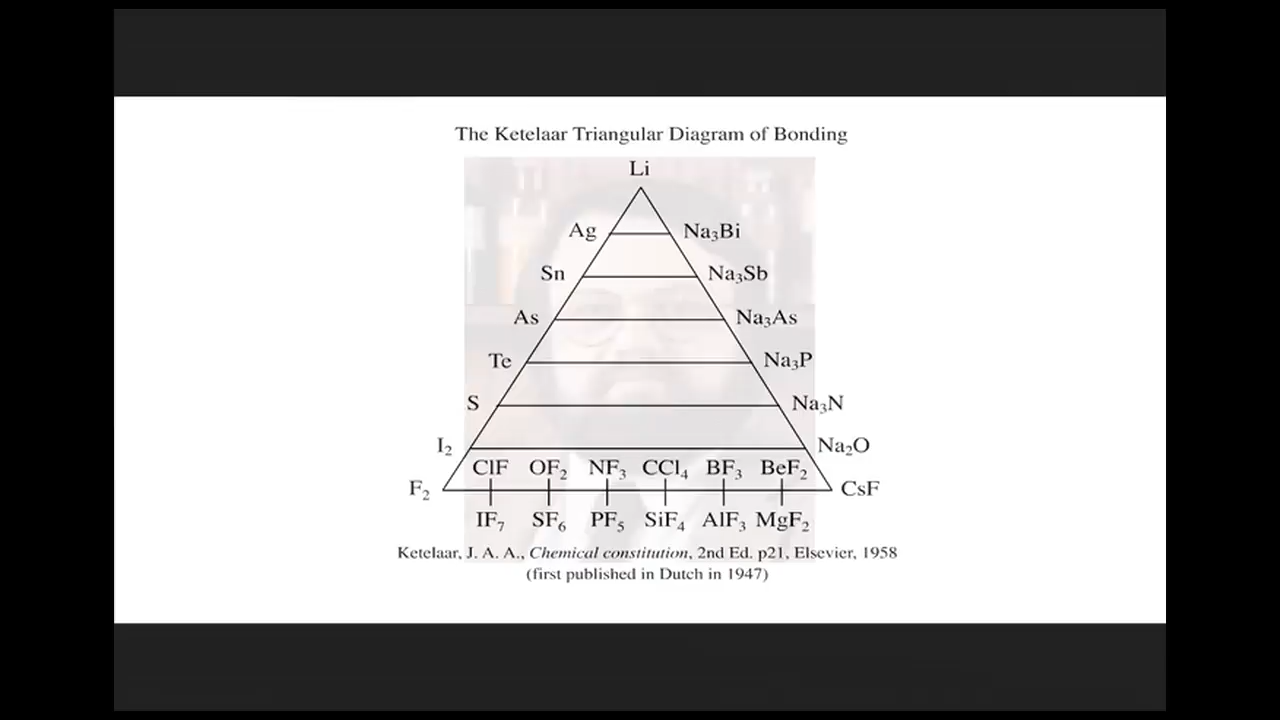 The Ketelaar Triangular Diagram of Bonding
Li
Ag Na₃Bi
Sn Na₃Sb
As Na₃As
Te Na₃P
S Na₃N
I₂ Na₂O
ClF OF₂ NF₃ CCl₄ BF₃ BeF₂
F₂ CsF
IF₇ SF₆ PF₅ SiF₄ AlF₃ MgF₂
Ketelaar, J. A. A., Chemical constitution, 2nd Ed. p21, Elsevier, 1958
(first published in Dutch in 1947)